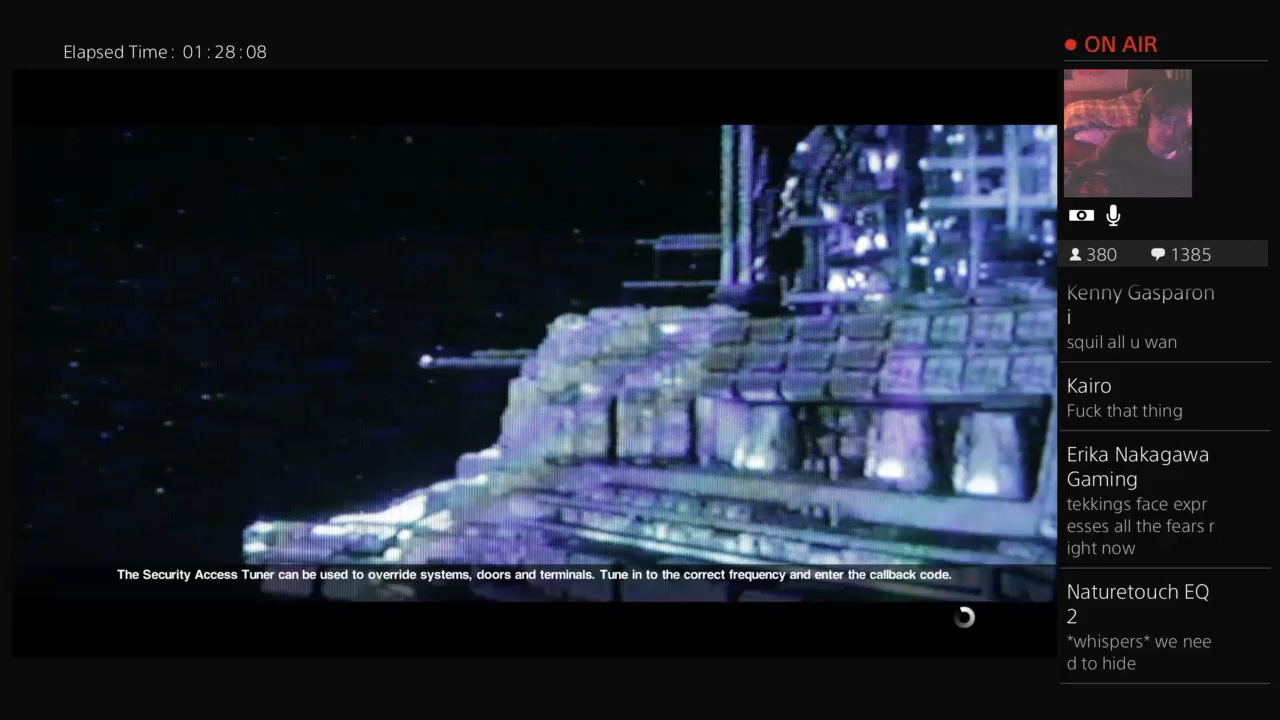 Elapsed Time: 01:28:08
ON AIR
380 1385
Kenny Gasparon
i
squil all u wan
Kairo
Fuck that thing
Erika Nakagawa
Gaming
tekkings face expr
esses all the fears r
ight now
Naturetouch EQ
2
*whispers* we nee
d to hide
The Security Access Tuner can be used to override systems, doors and terminals. Tune in to the correct frequency and enter the callback code.